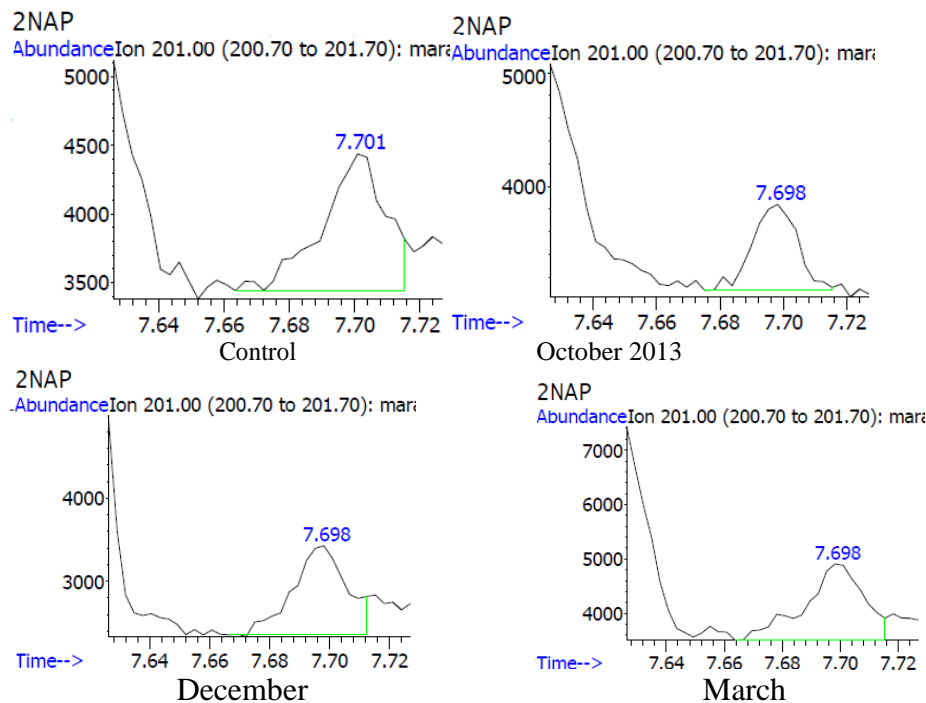 2NAP
AbundanceIon 201.00 (200.70 to 201.70): mara
5000
4500
4000
3500
7.701
Time-->
7.64 7.66 7.68 7.70 7.72
Control
2NAP
AbundanceIon 201.00 (200.70 to 201.70): mara
5000
4000
7.698
Time-->
7.64 7.66 7.68 7.70 7.72
October 2013
2NAP
AbundanceIon 201.00 (200.70 to 201.70): mara
4000
3000
7.698
Time-->
7.64 7.66 7.68 7.70 7.72
December
2NAP
AbundanceIon 201.00 (200.70 to 201.70): mara
7000
6000
5000
4000
7.698
Time-->
7.64 7.66 7.68 7.70 7.72
March